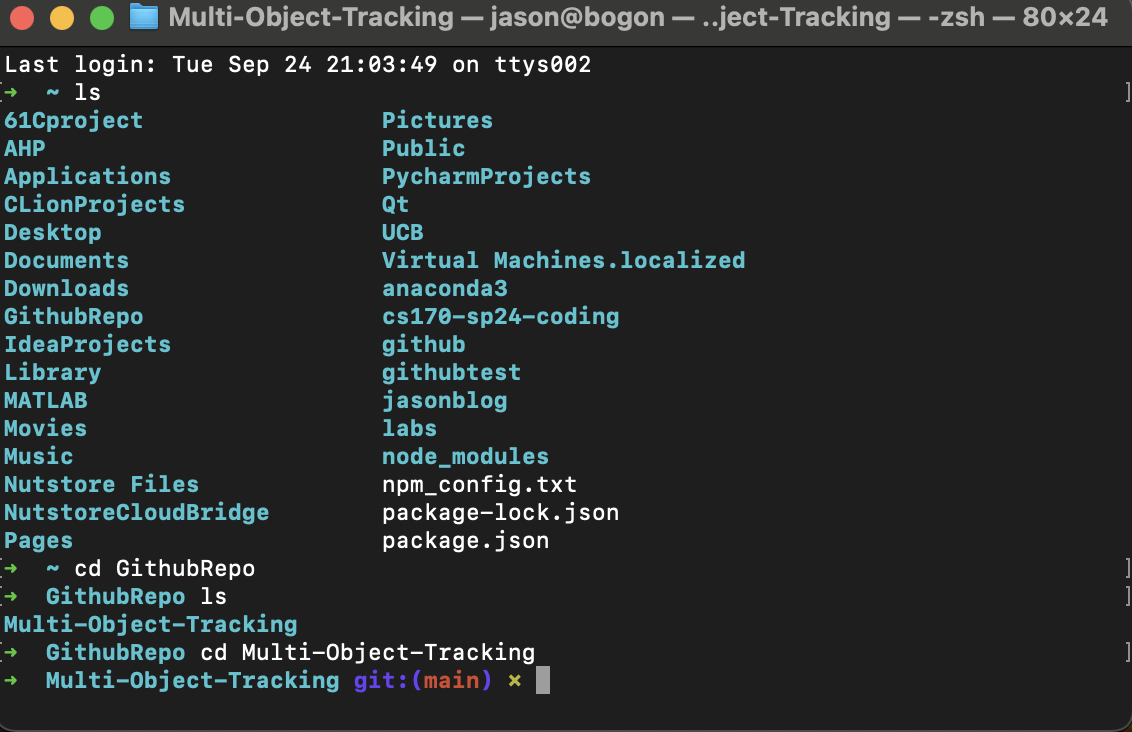 Multi-Object-Tracking — jason@bogon — ..ject-Tracking — -zsh — 80×24
Last login: Tue Sep 24 21:03:49 on ttys002
[➜  ~ ls ]
61Cproject Pictures
AHP Public
Applications PycharmProjects
CLionProjects Qt
Desktop UCB
Documents Virtual Machines.localized
Downloads anaconda3
GithubRepo cs170-sp24-coding
IdeaProjects github
Library githubtest
MATLAB jasonblog
Movies labs
Music node_modules
Nutstore Files npm_config.txt
NutstoreCloudBridge package-lock.json
Pages package.json
[➜  ~ cd GithubRepo ]
[➜  GithubRepo ls ]
Multi-Object-Tracking
[➜  GithubRepo cd Multi-Object-Tracking ]
➜  Multi-Object-Tracking git:(main) ✗